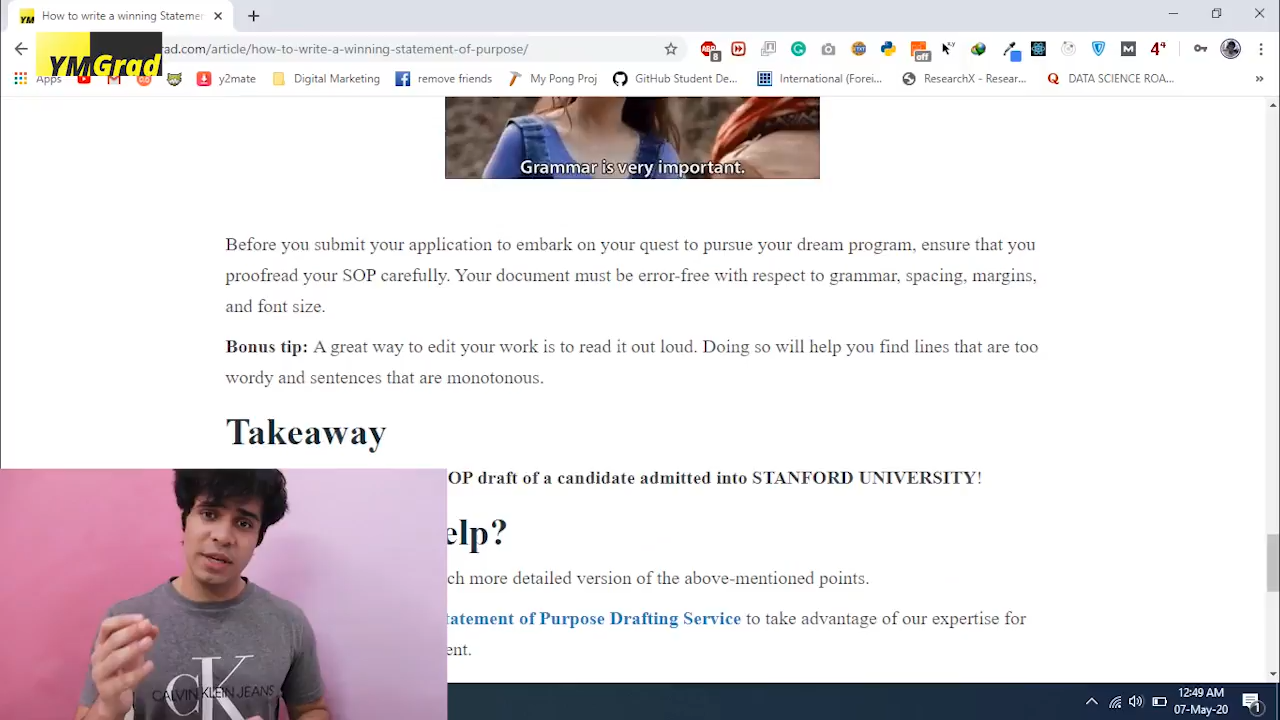 How to write a winning Stateme
YMGrad
rad.com/article/how-to-write-a-winning-statement-of-purpose/
8
off
Apps
y2mate
Digital Marketing
remove friends
My Pong Proj
GitHub Student De...
International (Forei...
ResearchX - Resear...
DATA SCIENCE ROA...
Grammar is very important.
Before you submit your application to embark on your quest to pursue your dream program, ensure that you
proofread your SOP carefully. Your document must be error-free with respect to grammar, spacing, margins,
and font size.
Bonus tip: A great way to edit your work is to read it out loud. Doing so will help you find lines that are too
wordy and sentences that are monotonous.
Takeaway
OP draft of a candidate admitted into STANFORD UNIVERSITY!
elp?
ch more detailed version of the above-mentioned points.
tatement of Purpose Drafting Service to take advantage of our expertise for
ent.
CK
CALVIN KLEIN JEANS
12:49 AM
07-May-20
1